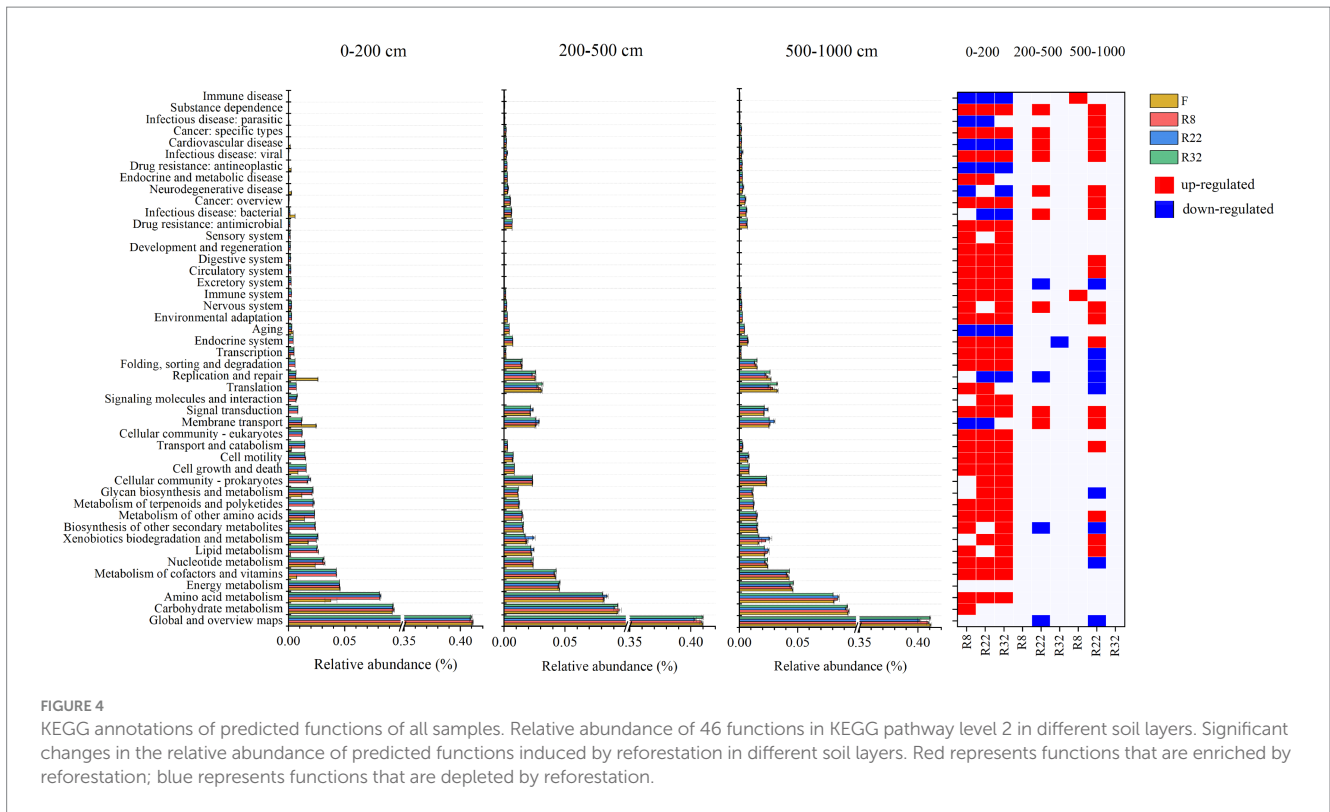 0-200 cm
200-500 cm
500-1000 cm
0-200 200-500 500-1000
Immune disease
Substance dependence
Infectious disease: parasitic
Cancer: specific types
Cardiovascular disease
Infectious disease: viral
Drug resistance: antineoplastic
Endocrine and metabolic disease
Neurodegenerative disease
Cancer: overview
Infectious disease: bacterial
Drug resistance: antimicrobial
Sensory system
Development and regeneration
Digestive system
Circulatory system
Excretory system
Immune system
Nervous system
Environmental adaptation
Aging
Endocrine system
Transcription
Folding, sorting and degradation
Replication and repair
Translation
Signaling molecules and interaction
Signal transduction
Membrane transport
Cellular community - eukaryotes
Transport and catabolism
Cell motility
Cell growth and death
Cellular community - prokaryotes
Glycan biosynthesis and metabolism
Metabolism of terpenoids and polyketides
Metabolism of other amino acids
Biosynthesis of other secondary metabolites
Xenobiotics biodegradation and metabolism
Lipid metabolism
Nucleotide metabolism
Metabolism of cofactors and vitamins
Energy metabolism
Amino acid metabolism
Carbohydrate metabolism
Global and overview maps
0.00 0.05 0.35 0.40
Relative abundance (%)
0.00 0.05 0.35 0.40
Relative abundance (%)
0.00 0.05 0.35 0.40
Relative abundance (%)
R8 R22 R32 R8 R22 R32 R8 R22 R32
F
R8
R22
R32
up-regulated
down-regulated
FIGURE 4
KEGG annotations of predicted functions of all samples. Relative abundance of 46 functions in KEGG pathway level 2 in different soil layers. Significant
changes in the relative abundance of predicted functions induced by reforestation in different soil layers. Red represents functions that are enriched by
reforestation; blue represents functions that are depleted by reforestation.